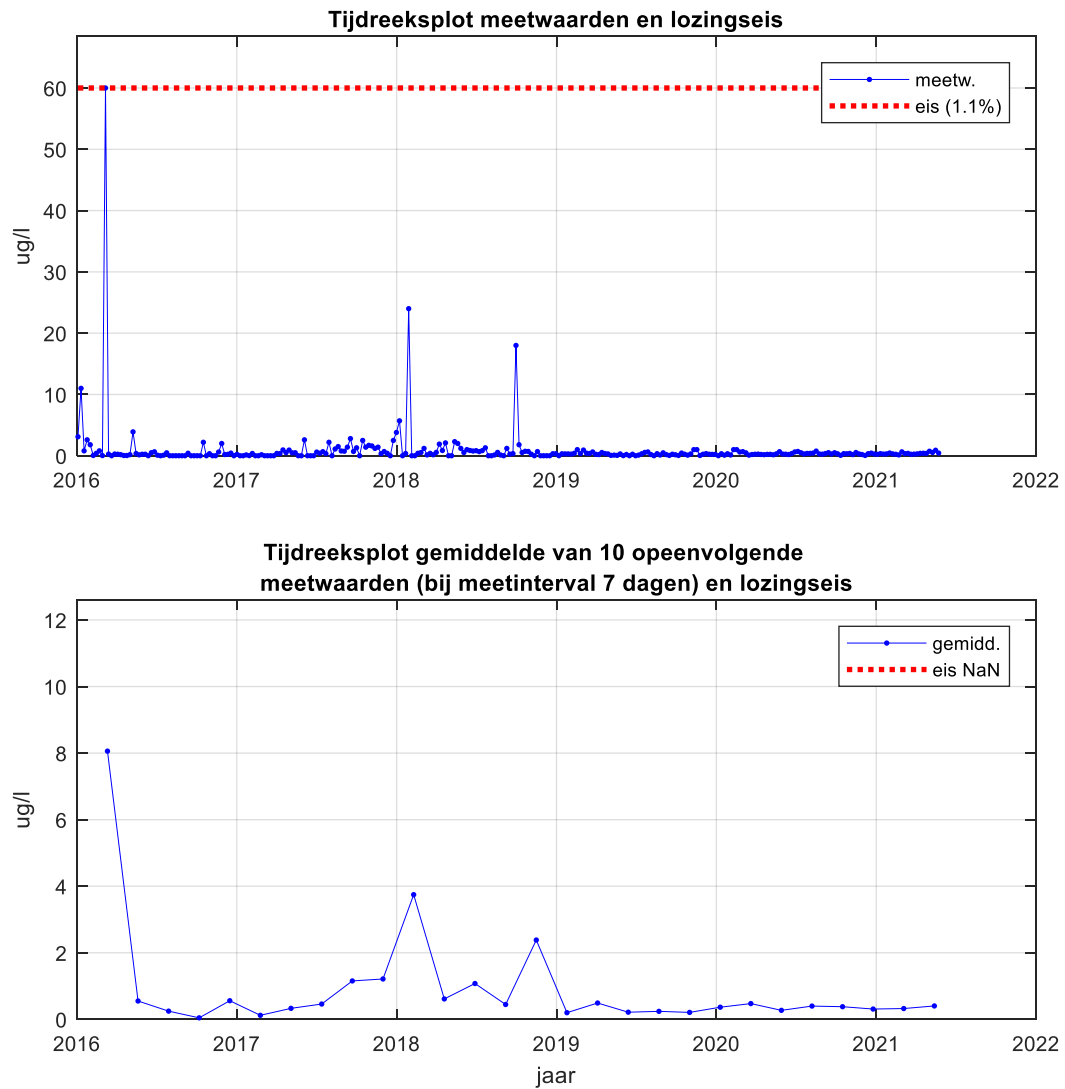 Tijdreeksplot meetwaarden en lozingseis
meetw.
eis (1.1%)
60
50
40
30
20
10
0
ug/l
2016 2017 2018 2019 2020 2021 2022
Tijdreeksplot gemiddelde van 10 opeenvolgende
meetwaarden (bij meetinterval 7 dagen) en lozingseis
gemidd.
eis NaN
12
10
8
6
4
2
0
ug/l
2016 2017 2018 2019 2020 2021 2022
jaar